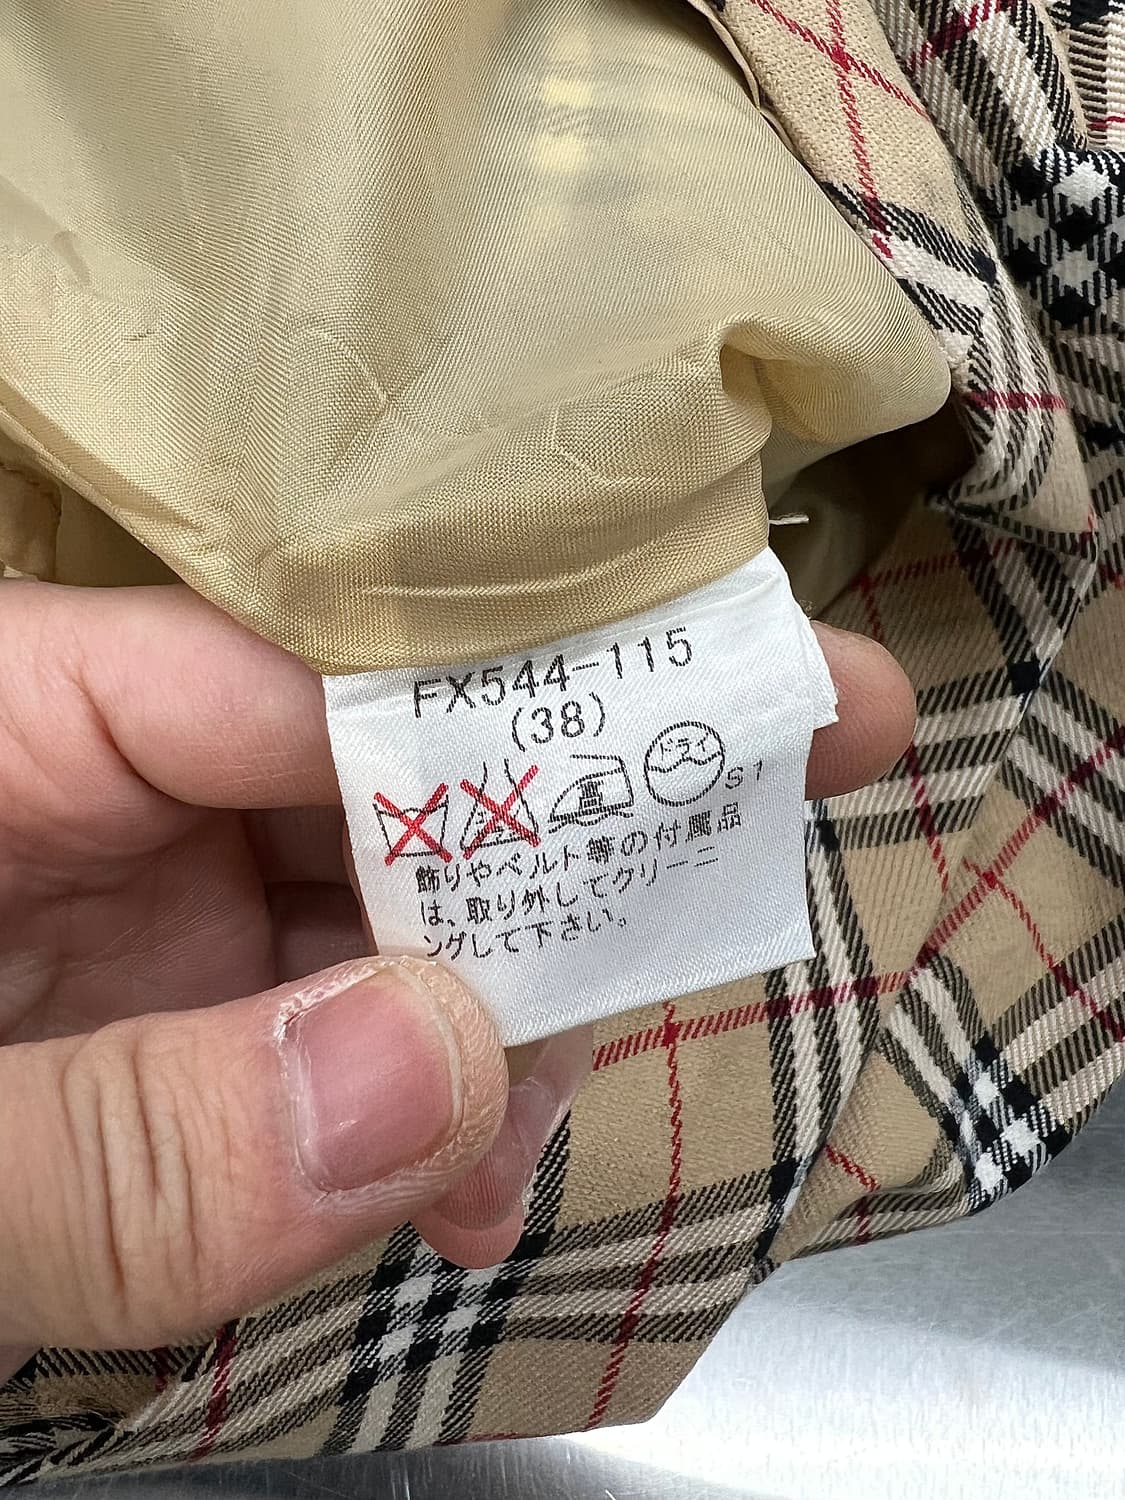 FX544-115
(38)
ドライ
S1
飾りやベルト等の付属品
は、取り外してクリーニ
ングして下さい。